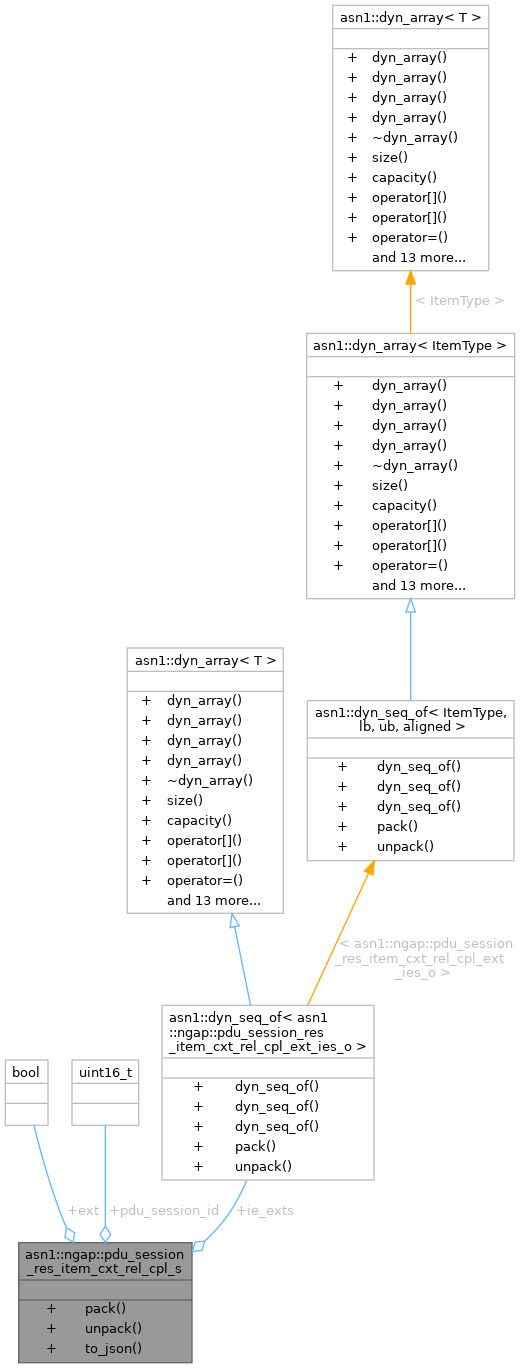 asn1::dyn_array< T >
+ dyn_array()
+ dyn_array()
+ dyn_array()
+ dyn_array()
+ ~dyn_array()
+ size()
+ capacity()
+ operator[]()
+ operator[]()
+ operator=()
and 13 more...
< ItemType >
asn1::dyn_array< ItemType >
+ dyn_array()
+ dyn_array()
+ dyn_array()
+ dyn_array()
+ ~dyn_array()
+ size()
+ capacity()
+ operator[]()
+ operator[]()
+ operator=()
and 13 more...
asn1::dyn_array< T >
+ dyn_array()
+ dyn_array()
+ dyn_array()
+ dyn_array()
+ ~dyn_array()
+ size()
+ capacity()
+ operator[]()
+ operator[]()
+ operator=()
and 13 more...
asn1::dyn_seq_of< ItemType,
lb, ub, aligned >
+ dyn_seq_of()
+ dyn_seq_of()
+ dyn_seq_of()
+ pack()
+ unpack()
< asn1::ngap::pdu_session
_res_item_cxt_rel_cpl_ext
_ies_o >
asn1::dyn_seq_of< asn1
::ngap::pdu_session_res
_item_cxt_rel_cpl_ext_ies_o >
+ dyn_seq_of()
+ dyn_seq_of()
+ dyn_seq_of()
+ pack()
+ unpack()
bool
uint16_t
+ext
+pdu_session_id
+ie_exts
asn1::ngap::pdu_session
_res_item_cxt_rel_cpl_s
+ pack()
+ unpack()
+ to_json()